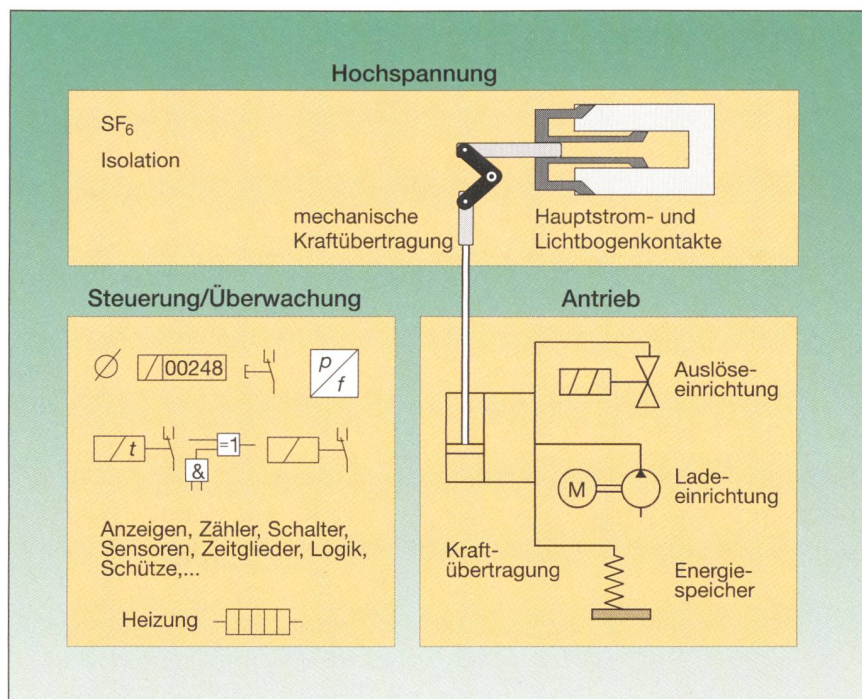 Hochspannung
SF₆
Isolation
mechanische
Kraftübertragung
Hauptstrom- und
Lichtbogenkontakte
Steuerung/Überwachung
00248
p/f
t
=1
&
Anzeigen, Zähler, Schalter,
Sensoren, Zeitglieder, Logik,
Schütze,...
Heizung
Antrieb
Auslöse-
einrichtung
M
Lade-
einrichtung
Kraft-
übertragung
Energie-
speicher